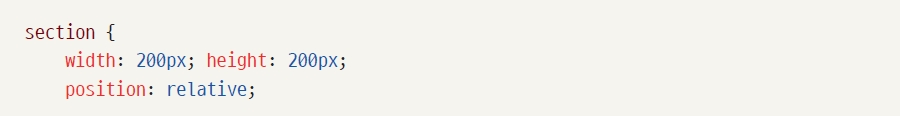 section {
width: 200px; height: 200px;
position: relative;